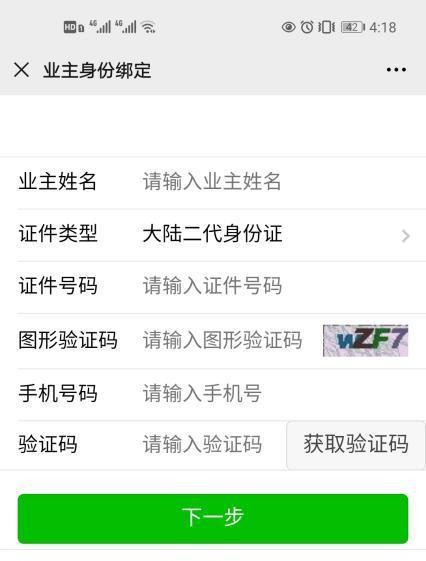 HD 4G 4G 42 4:18
业主身份绑定
业主姓名 请输入业主姓名
证件类型 大陆二代身份证
证件号码 请输入证件号码
图形验证码 请输入图形验证码 wZF7
手机号码 请输入手机号
验证码 请输入验证码 获取验证码
下一步